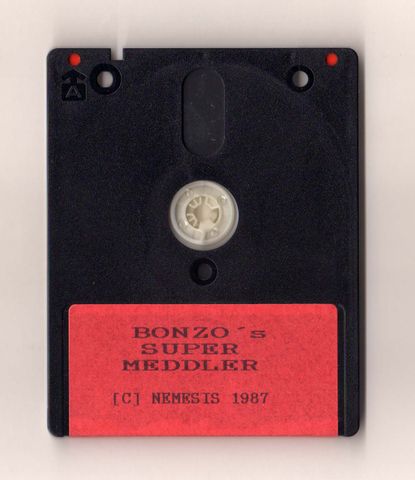 BONZO´s
SUPER
MEDDLER
[C] NEMESIS 1987